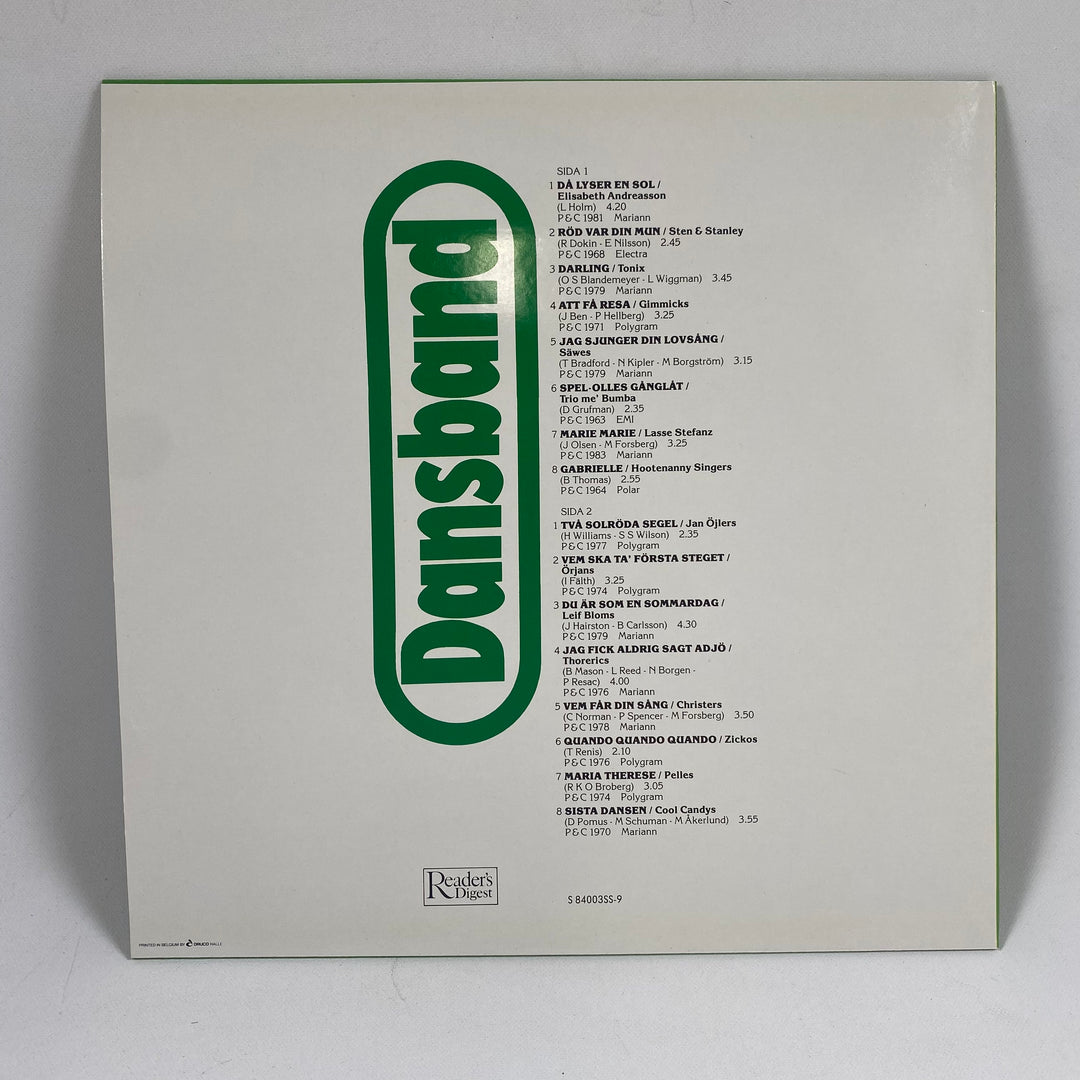 Dansband
SIDA 1
1 DÅ LYSER EN SOL /
Elisabeth Andreasson
(L Holm) 4.20
P&C 1981 Mariann
2 RÖD VAR DIN MUN / Sten & Stanley
(R Dokin - E Nilsson) 2.45
P&C 1968 Electra
3 DARLING / Tonix
(O S Blandemeyer - L Wiggman) 3.45
P&C 1979 Mariann
4 ATT FÅ RESA / Gimmicks
(J Ben - P Hellberg) 3.25
P&C 1971 Polygram
5 JAG SJUNGER DIN LOVSÅNG /
Säwes
(T Bradford - N Kipler - M Borgström) 3.15
P&C 1979 Mariann
6 SPEL-OLLES GÅNGLÅT /
Trio me' Bumba
(D Grufman) 2.35
P&C 1963 EMI
7 MARIE MARIE / Lasse Stefanz
(J Olsen - M Forsberg) 3.25
P&C 1983 Mariann
8 GABRIELLE / Hootenanny Singers
(B Thomas) 2.55
P&C 1964 Polar
SIDA 2
1 TVÅ SOLRÖDA SEGEL / Jan Öjlers
(H Williams - S S Wilson) 2.35
P&C 1977 Polygram
2 VEM SKA TA' FÖRSTA STEGET /
Örjans
(I Fälth) 3.25
P&C 1974 Polygram
3 DU ÄR SOM EN SOMMARDAG /
Leif Bloms
(J Hairston - B Carlsson) 4.30
P&C 1979 Mariann
4 JAG FICK ALDRIG SAGT ADJÖ /
Thorerics
(B Mason - L Reed - N Borgen -
P Resac) 4.00
P&C 1976 Mariann
5 VEM FÅR DIN SÅNG / Christers
(C Norman - P Spencer - M Forsberg) 3.50
P&C 1978 Mariann
6 QUANDO QUANDO QUANDO / Zickos
(T Renis) 2.10
P&C 1976 Polygram
7 MARIA THERESE / Pelles
(R K O Broberg) 3.05
P&C 1974 Polygram
8 SISTA DANSEN / Cool Candys
(D Pomus - M Schuman - M Åkerlund) 3.55
P&C 1970 Mariann
Reader's
Digest
S 84003SS-9
PRINTED IN BELGIUM BY DRUCO HALLE